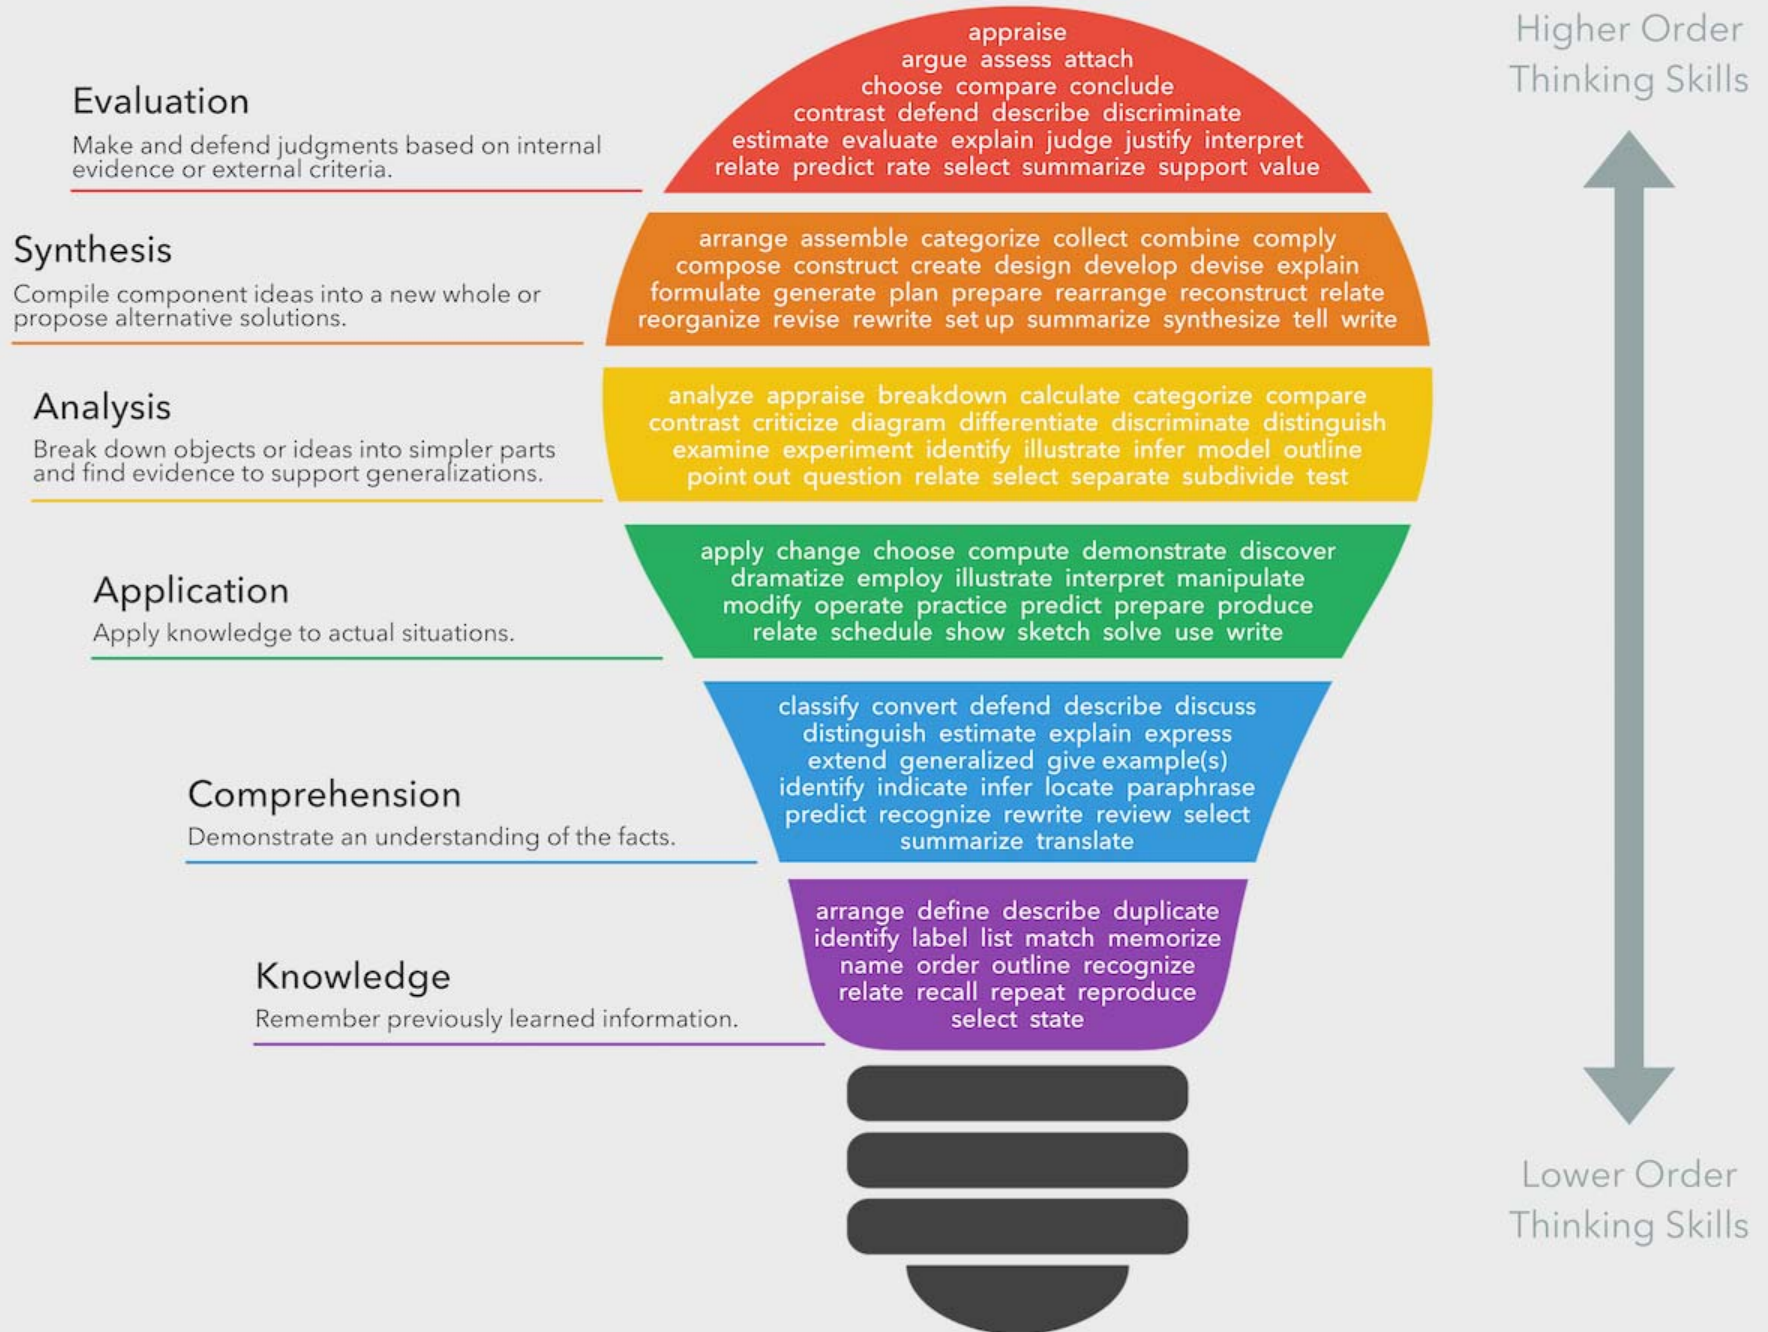 Higher Order
Thinking Skills
Evaluation
Make and defend judgments based on internal
evidence or external criteria.
appraise
argue assess attach
choose compare conclude
contrast defend describe discriminate
estimate evaluate explain judge justify interpret
relate predict rate select summarize support value
Synthesis
Compile component ideas into a new whole or
propose alternative solutions.
arrange assemble categorize collect combine comply
compose construct create design develop devise explain
formulate generate plan prepare rearrange reconstruct relate
reorganize revise rewrite set up summarize synthesize tell write
Analysis
Break down objects or ideas into simpler parts
and find evidence to support generalizations.
analyze appraise breakdown calculate categorize compare
contrast criticize diagram differentiate discriminate distinguish
examine experiment identify illustrate infer model outline
point out question relate select separate subdivide test
Application
Apply knowledge to actual situations.
apply change choose compute demonstrate discover
dramatize employ illustrate interpret manipulate
modify operate practice predict prepare produce
relate schedule show sketch solve use write
Comprehension
Demonstrate an understanding of the facts.
classify convert defend describe discuss
distinguish estimate explain express
extend generalized give example(s)
identify indicate infer locate paraphrase
predict recognize rewrite review select
summarize translate
Knowledge
Remember previously learned information.
arrange define describe duplicate
identify label list match memorize
name order outline recognize
relate recall repeat reproduce
select state
Lower Order
Thinking Skills